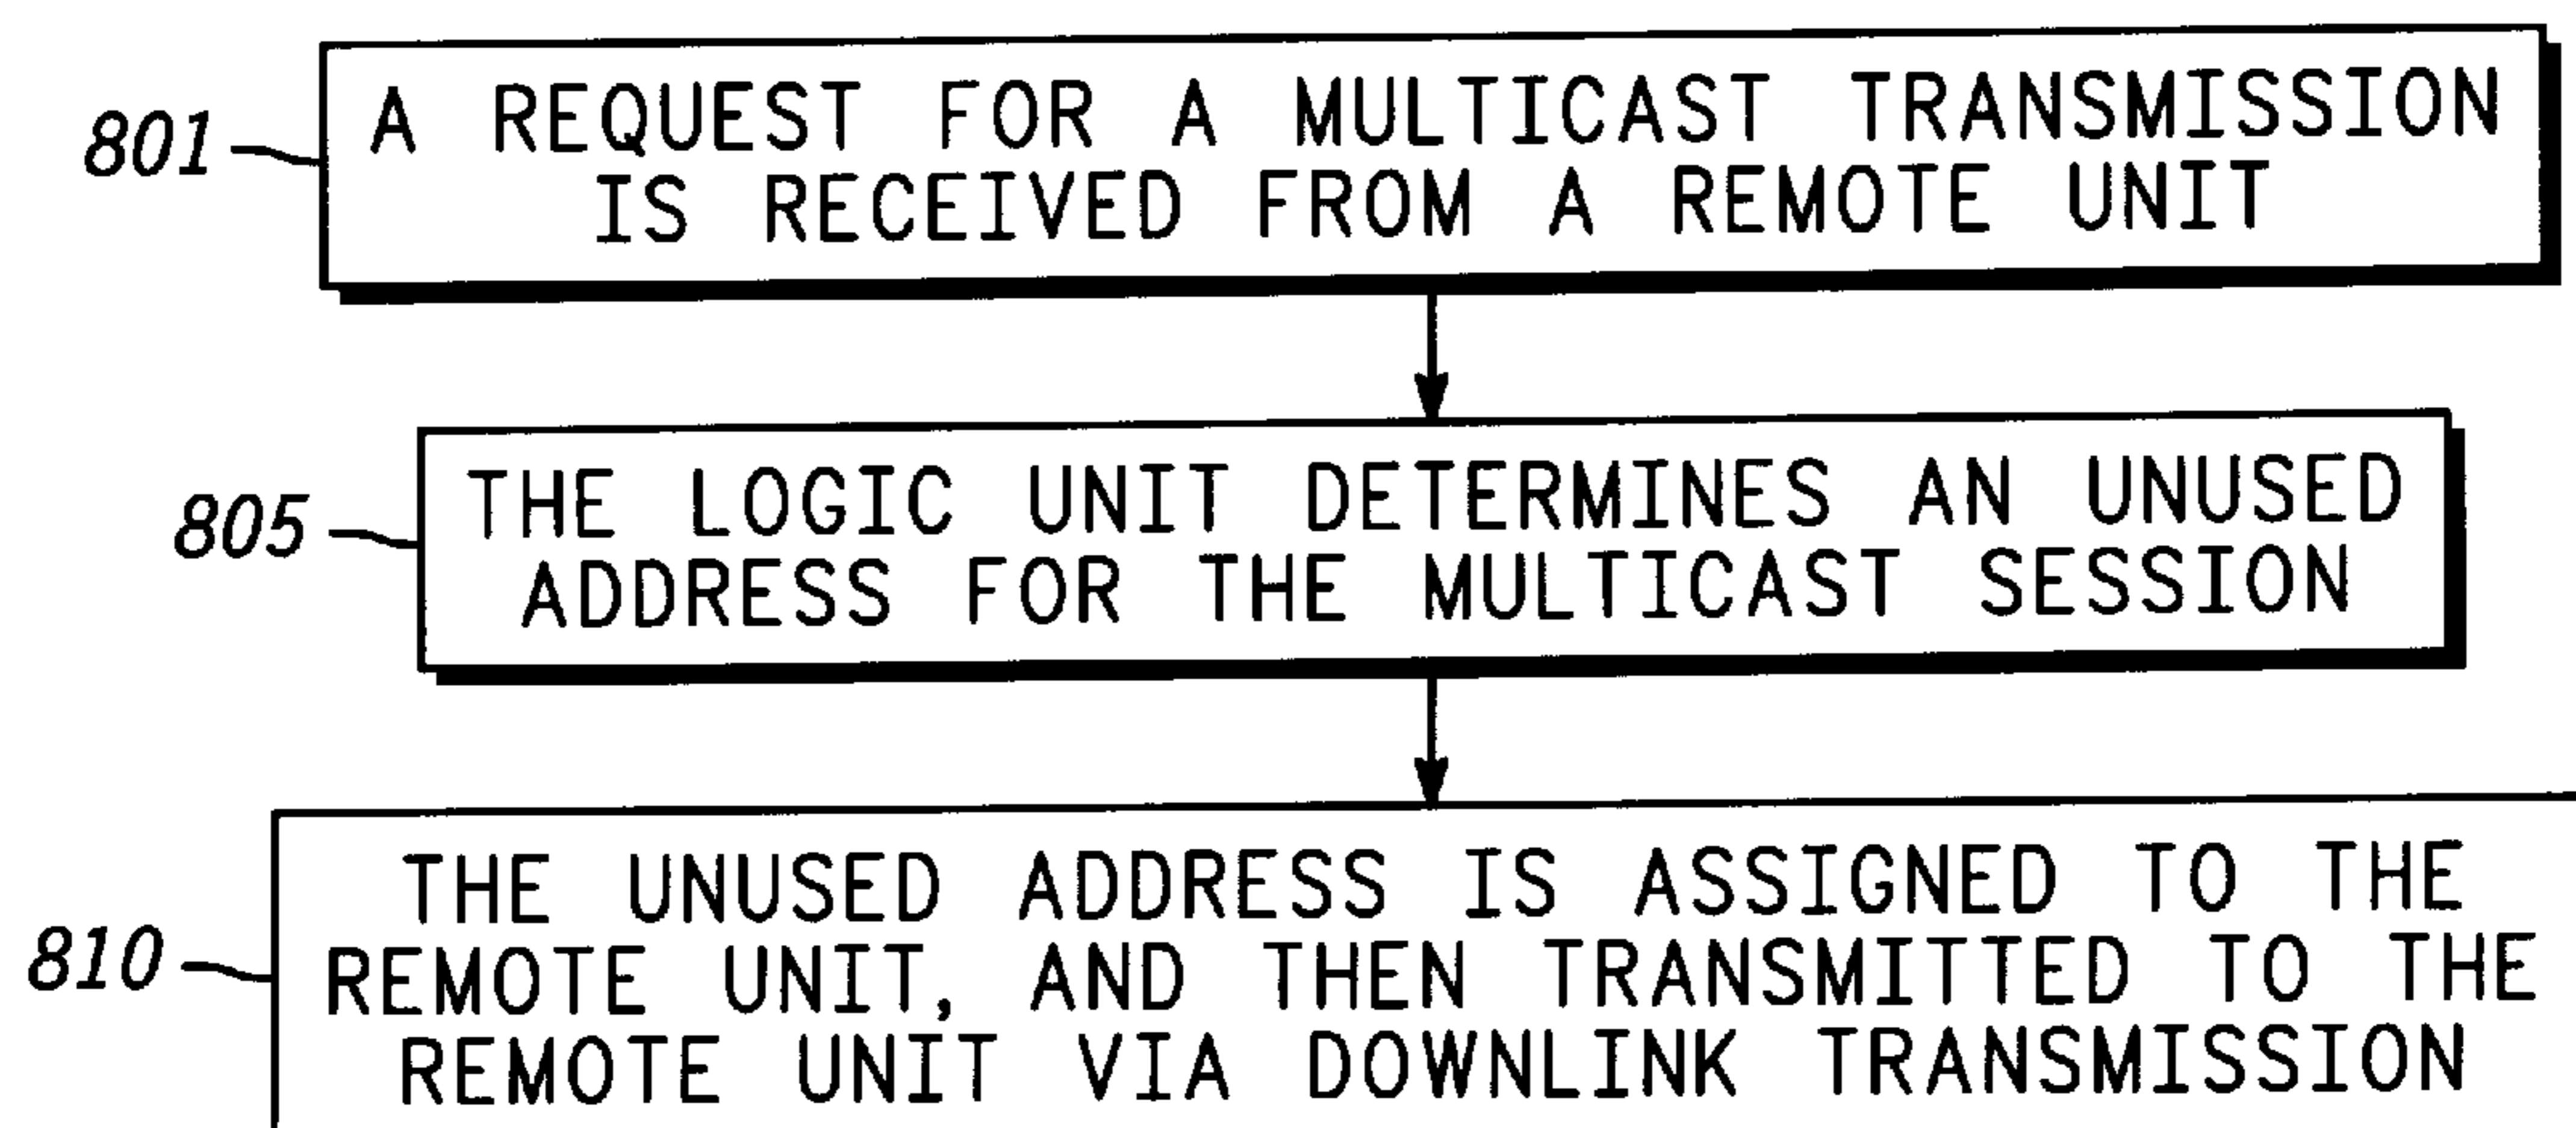 801
A REQUEST FOR A MULTICAST TRANSMISSION
IS RECEIVED FROM A REMOTE UNIT
805
THE LOGIC UNIT DETERMINES AN UNUSED
ADDRESS FOR THE MULTICAST SESSION
810
THE UNUSED ADDRESS IS ASSIGNED TO THE
REMOTE UNIT, AND THEN TRANSMITTED TO THE
REMOTE UNIT VIA DOWNLINK TRANSMISSION